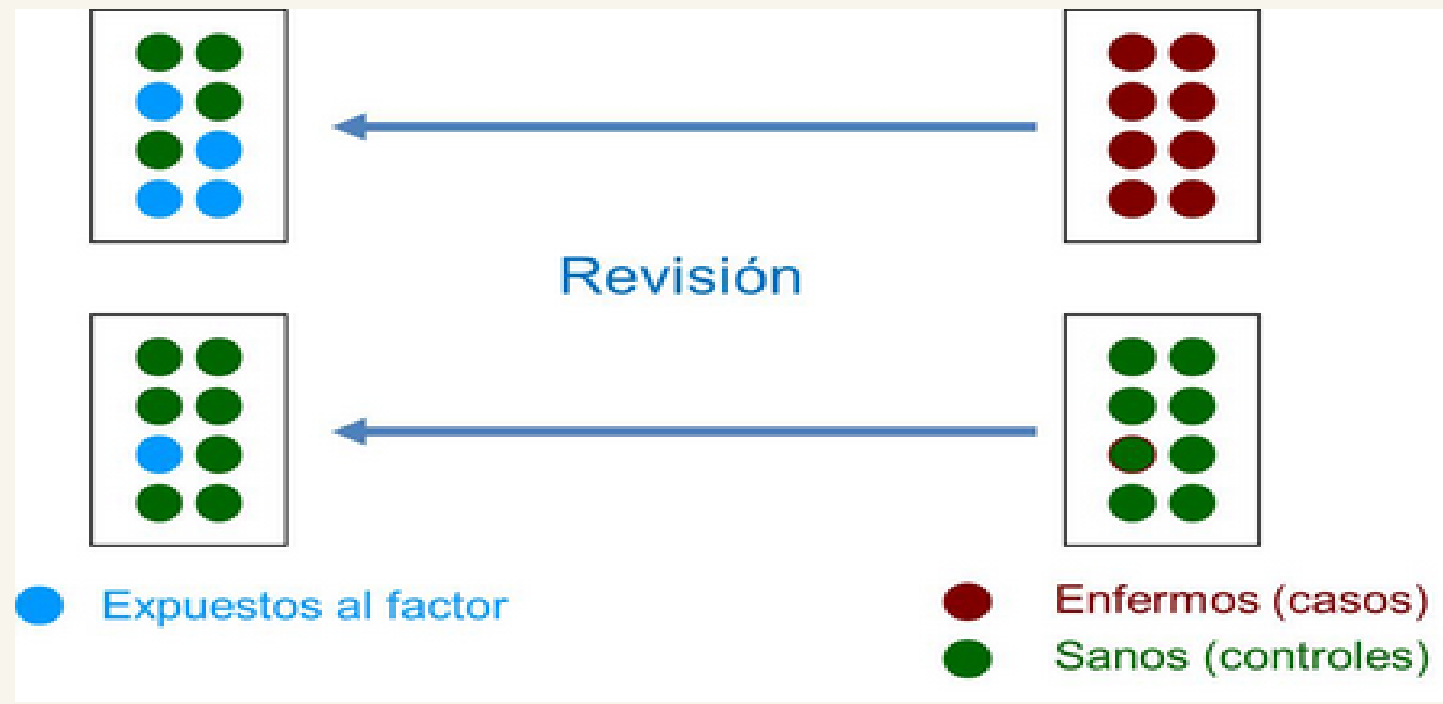 Revisión
Expuestos al factor
Enfermos (casos)
Sanos (controles)